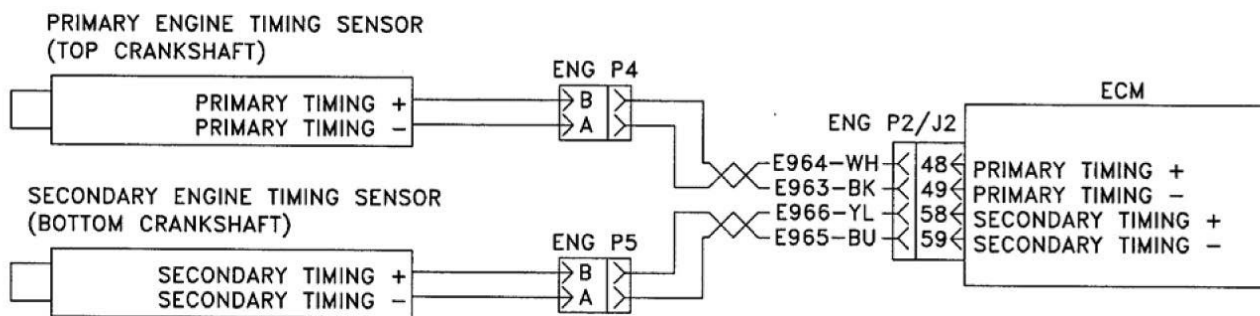 PRIMARY ENGINE TIMING SENSOR
(TOP CRANKSHAFT)
PRIMARY TIMING +
PRIMARY TIMING -
ENG P4
B
A
SECONDARY ENGINE TIMING SENSOR
(BOTTOM CRANKSHAFT)
SECONDARY TIMING +
SECONDARY TIMING -
ENG P5
B
A
ENG P2/J2
E964-WH 48
E963-BK 49
E966-YL 58
E965-BU 59
ECM
PRIMARY TIMING +
PRIMARY TIMING -
SECONDARY TIMING +
SECONDARY TIMING -